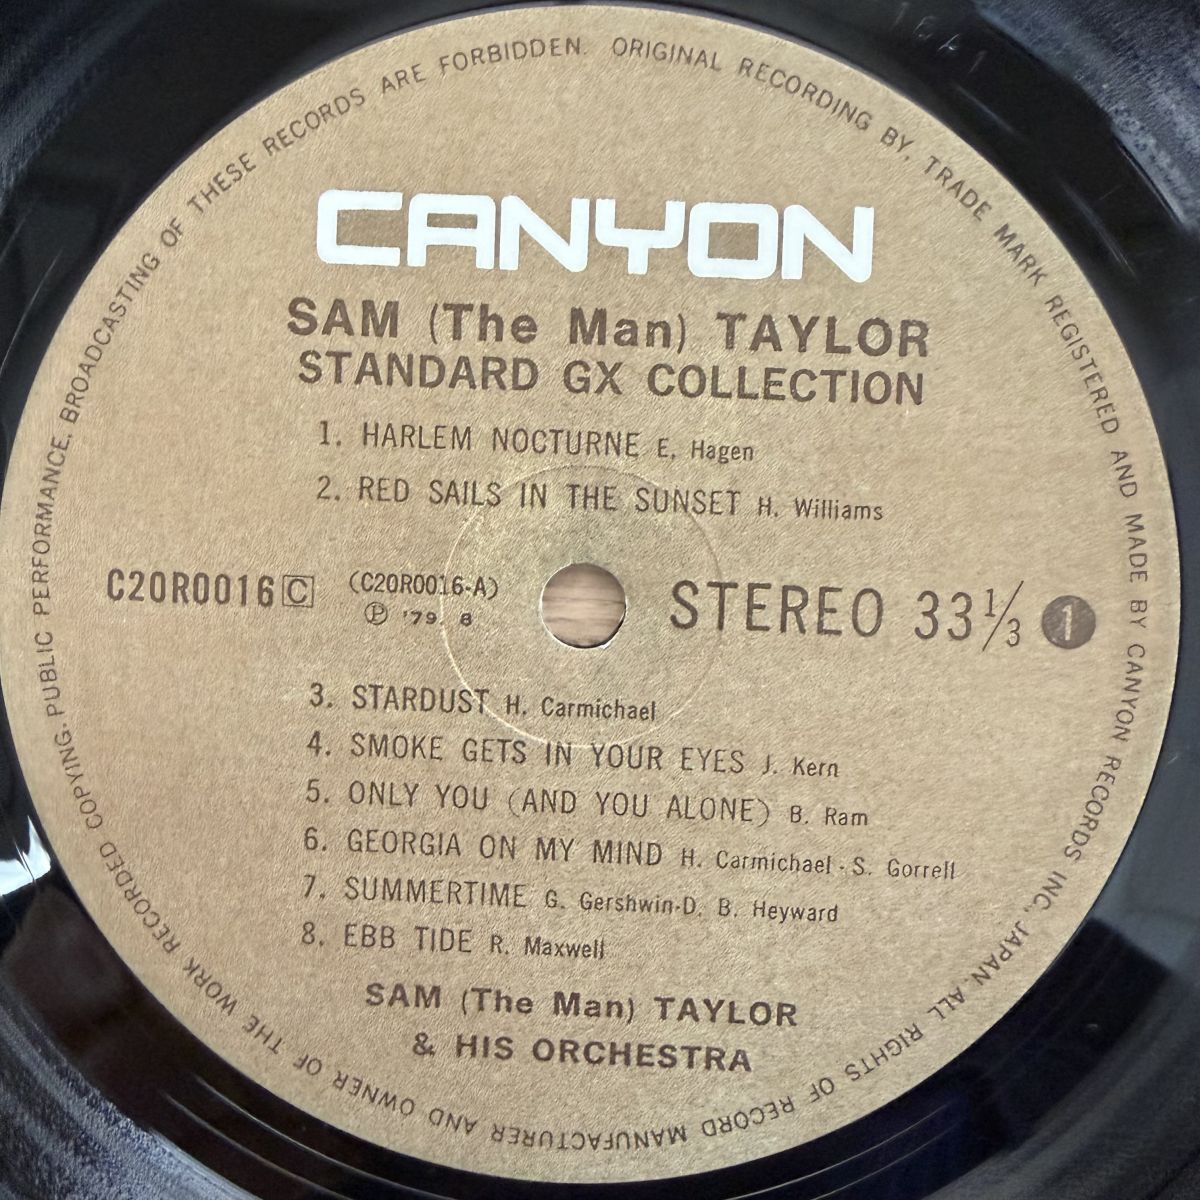 CANYON
SAM (The Man) TAYLOR
STANDARD GX COLLECTION
1. HARLEM NOCTURNE E. Hagen
2. RED SAILS IN THE SUNSET H. Williams
C20R0016 C (C20R0016-A)
Ⓟ '79. 8
STEREO 33 1/3 1
3. STARDUST H. Carmichael
4. SMOKE GETS IN YOUR EYES J. Kern
5. ONLY YOU (AND YOU ALONE) B. Ram
6. GEORGIA ON MY MIND H. Carmichael · S. Gorrell
7. SUMMERTIME G. Gershwin·D. B. Heyward
8. EBB TIDE R. Maxwell
SAM (The Man) TAYLOR
& HIS ORCHESTRA
ORIGINAL RECORDING BY, TRADE MARK REGISTERED AND MADE BY CANYON RECORDS INC., JAPAN. ALL RIGHTS OF RECORD MANUFACTURER AND OWNER OF THE WORK RECORDED COPYING. PUBLIC PERFORMANCE. BROADCASTING OF THESE RECORDS ARE FORBIDDEN.